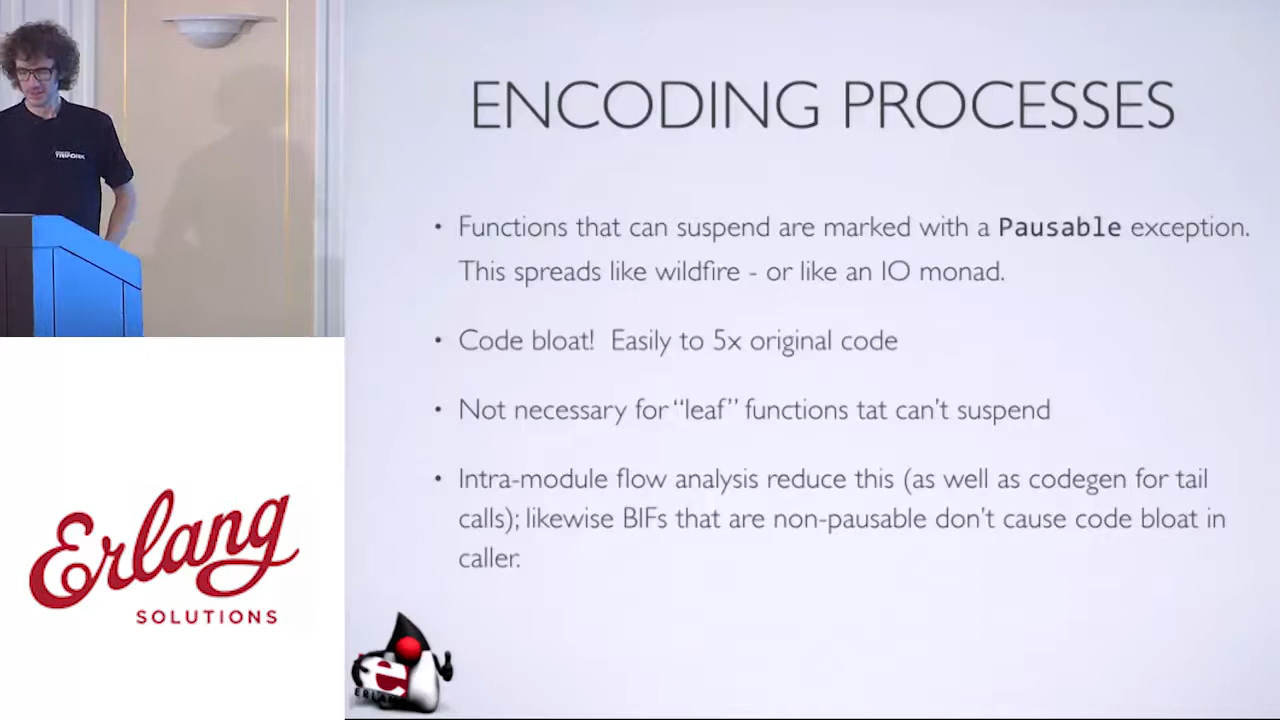 ENCODING PROCESSES
• Functions that can suspend are marked with a Pausable exception.
This spreads like wildfire - or like an IO monad.
• Code bloat!  Easily to 5x original code
• Not necessary for “leaf” functions tat can’t suspend
• Intra-module flow analysis reduce this (as well as codegen for tail
calls); likewise BIFs that are non-pausable don’t cause code bloat in
caller.
Erlang
SOLUTIONS
TRIFORK
e